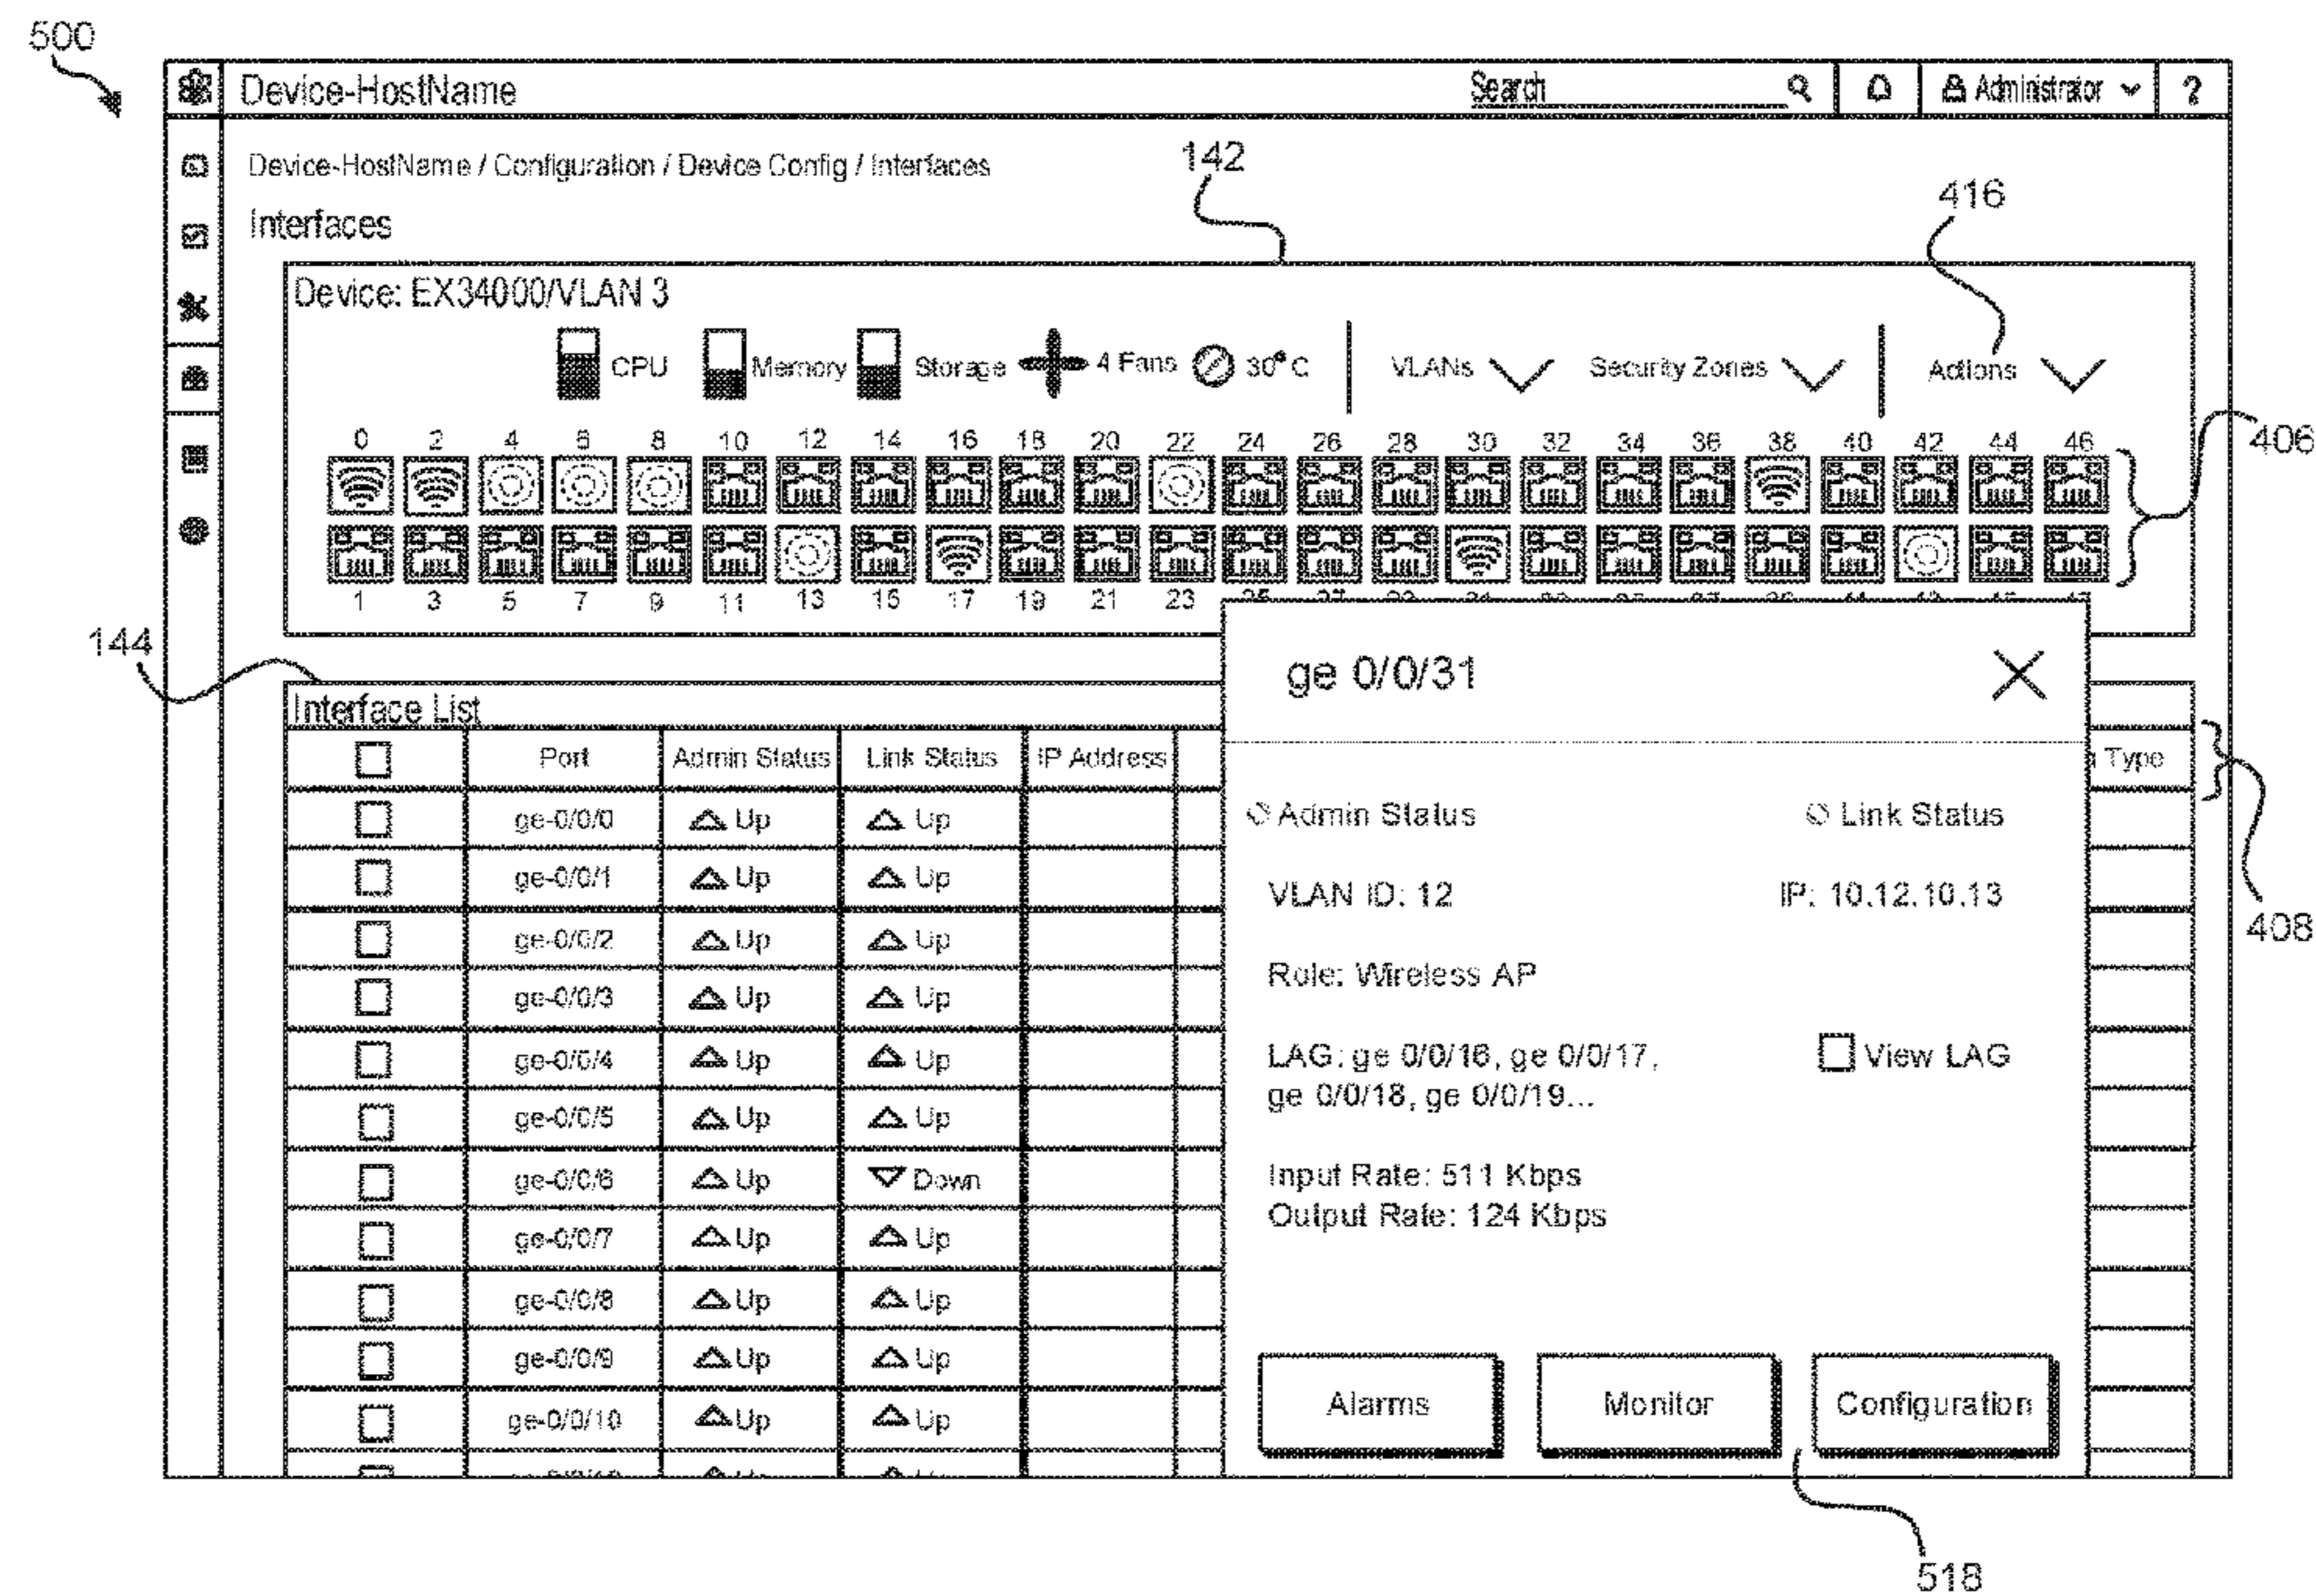 500
Device-HostName Search Administrator ?
Device-HostName / Configuration / Device Config / Interfaces
142
Interfaces
416
Device: EX34000/VLAN 3
CPU Memory Storage 4 Fans 30°C VLANs Security Zones Actions
0 2 4 6 8 10 12 14 16 18 20 22 24 26 28 30 32 34 36 38 40 42 44 46
406
1 3 5 7 9 11 13 15 17 19 21 23
144
Interface List
Port Admin Status Link Status IP Address Type
408
ge-0/0/0 Up Up
ge-0/0/1 Up Up
ge-0/0/2 Up Up
ge-0/0/3 Up Up
ge-0/0/4 Up Up
ge-0/0/5 Up Up
ge-0/0/6 Up Down
ge-0/0/7 Up Up
ge-0/0/8 Up Up
ge-0/0/9 Up Up
ge-0/0/10 Up Up
ge 0/0/31
Admin Status Link Status
VLAN ID: 12 IP: 10.12.10.13
Role: Wireless AP
LAG: ge 0/0/16, ge 0/0/17,
ge 0/0/18, ge 0/0/19...
View LAG
Input Rate: 511 Kbps
Output Rate: 124 Kbps
Alarms Monitor Configuration
518